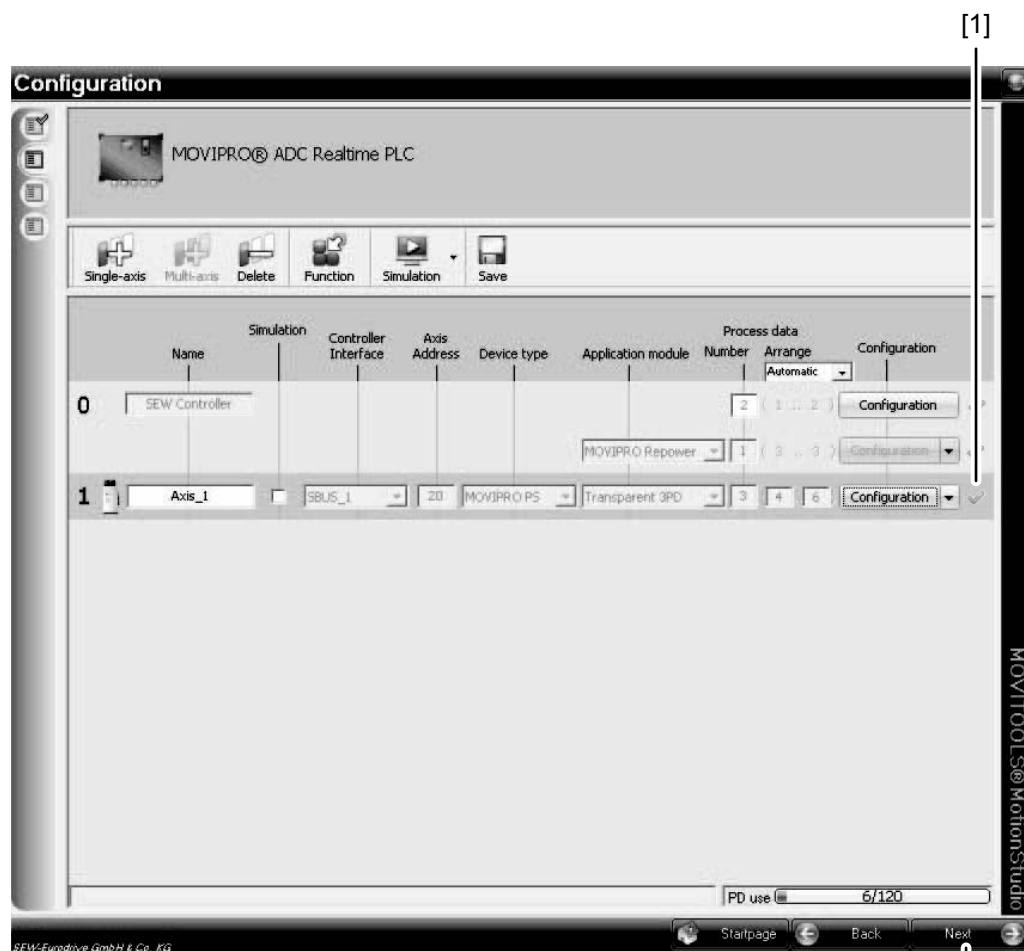 [1]
Configuration
MOVIPRO® ADC Realtime PLC
Single-axis Multi-axis Delete Function Simulation Save
Simulation Process data
Controller Axis
Name Interface Address Device type Application module Number Arrange Configuration
Automatic
0 SEW Controller 2 ( 1 .. 2 ) Configuration
MOVIPRO Repower 1 ( 3 .. 3 ) Configuration
1 Axis_1 SBUS_1 20 MOVIPRO PS Transparent 3PD 3 4 6 ) Configuration
MOVITOOLS®MotionStudio
PD use 6/120
SEW-Eurodrive GmbH & Co. KG Startpage Back Next